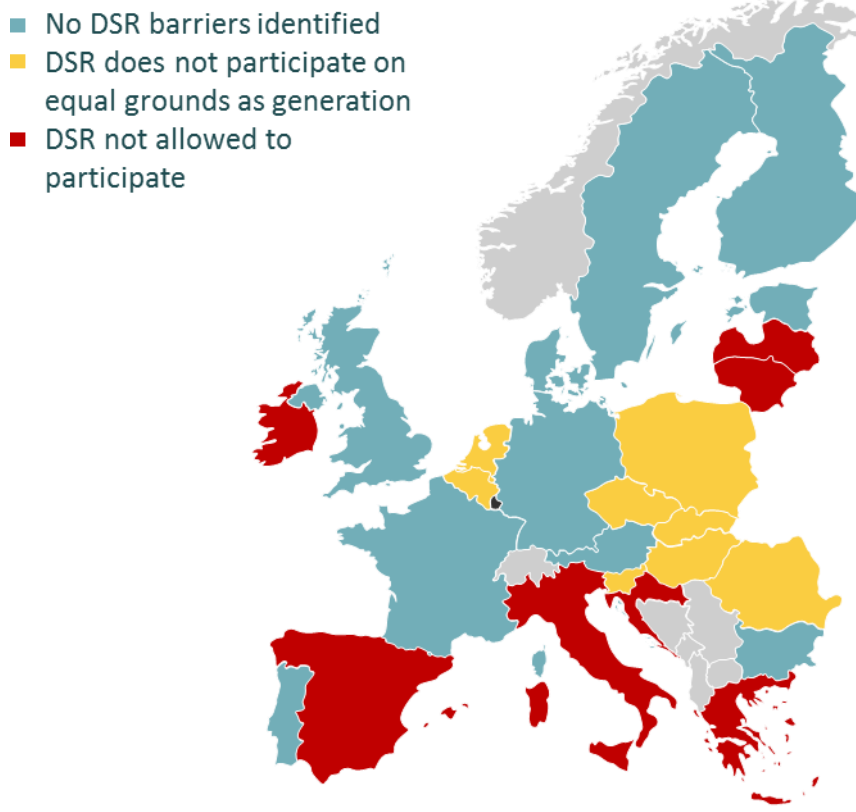 No DSR barriers identified
DSR does not participate on
equal grounds as generation
DSR not allowed to
participate